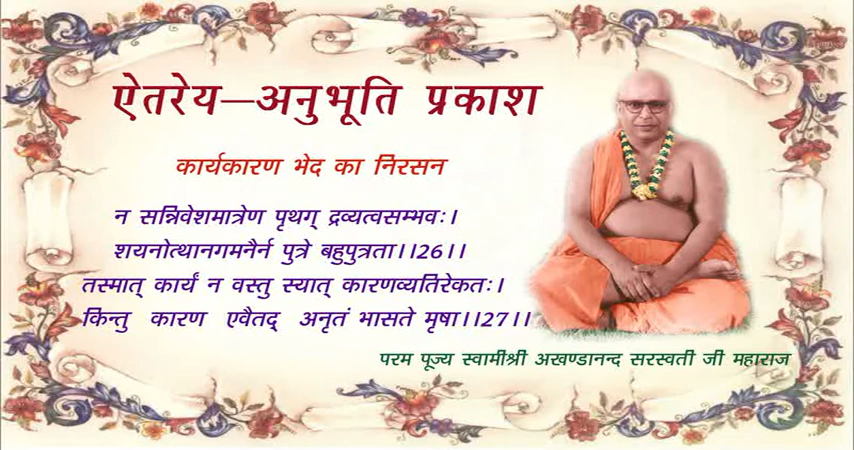 ऐतरेय–अनुभूति प्रकाश
कार्यकारण भेद का निरसन
न सन्निवेशमात्रेण पृथग् द्रव्यत्वसम्भवः।
शयनोत्थानगमनैर्न पुत्रे बहुपुत्रता।।26।।
तस्मात् कार्यं न वस्तु स्यात् कारणव्यतिरेकतः।
किन्तु कारण एवैतद् अनृतं भासते मृषा।।27।।
परम पूज्य स्वामीश्री अखण्डानन्द सरस्वती जी महाराज